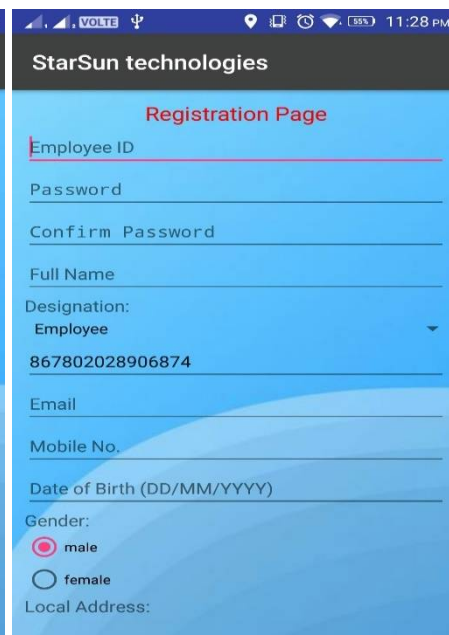 VOLTE 55% 11:28 PM
StarSun technologies
Registration Page
Employee ID
Password
Confirm Password
Full Name
Designation:
Employee
867802028906874
Email
Mobile No.
Date of Birth (DD/MM/YYYY)
Gender:
male
female
Local Address: